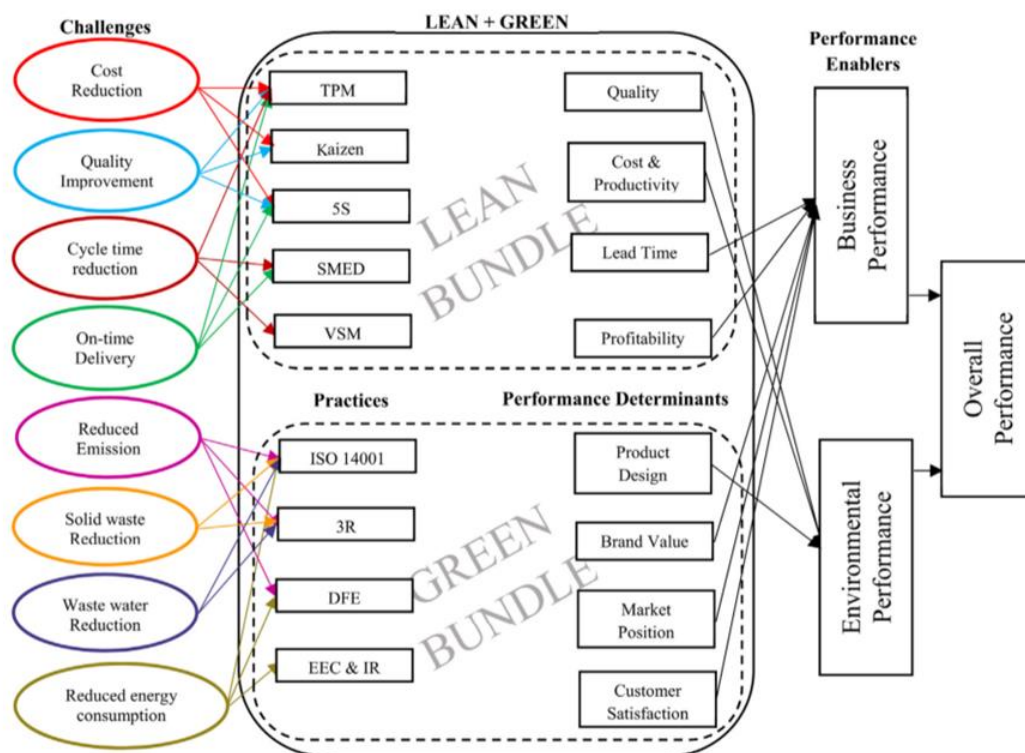 LEAN + GREEN
Challenges
Performance
Enablers
Cost
Reduction
Quality
Improvement
Cycle time
reduction
On-time
Delivery
Reduced
Emission
Solid waste
Reduction
Waste water
Reduction
Reduced energy
consumption
TPM
Kaizen
5S
SMED
VSM
LEAN
BUNDLE
Quality
Cost &
Productivity
Lead Time
Profitability
Practices
Performance Determinants
ISO 14001
3R
DFE
EEC & IR
GREEN
BUNDLE
Product
Design
Brand Value
Market
Position
Customer
Satisfaction
Business
Performance
Environmental
Performance
Overall
Performance